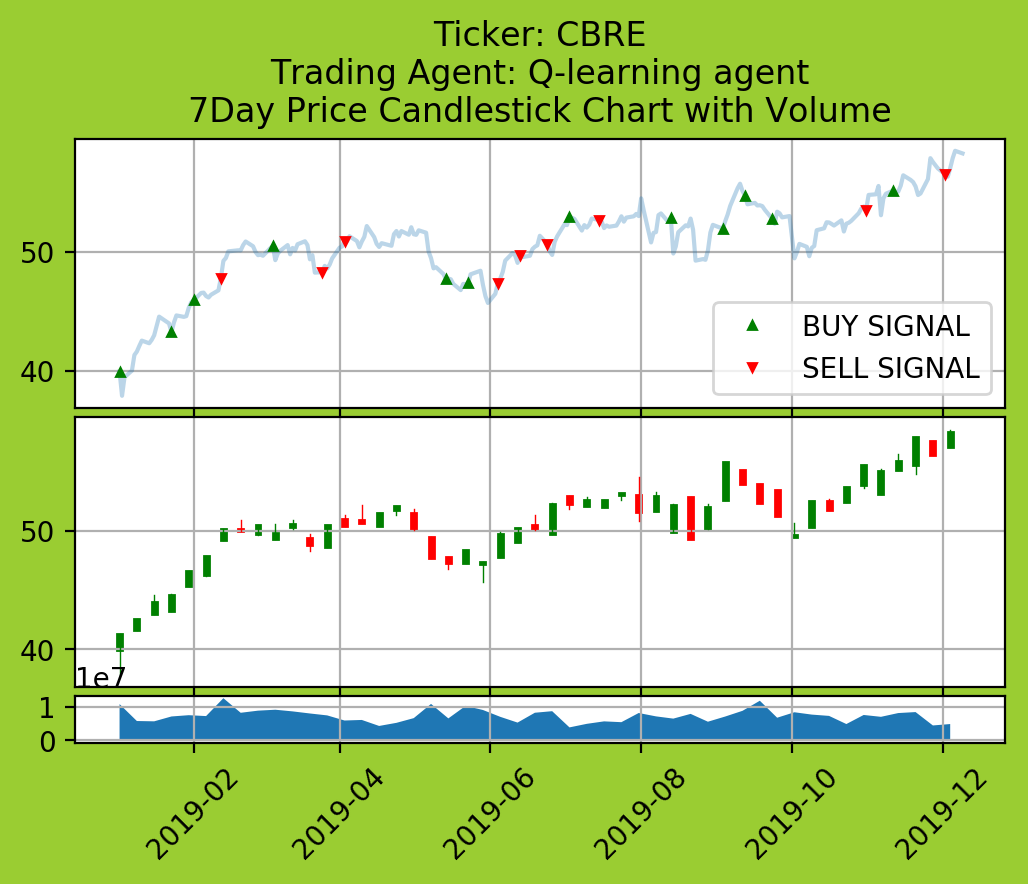 Ticker: CBRE
Trading Agent: Q-learning agent
7Day Price Candlestick Chart with Volume
50
40
BUY SIGNAL
SELL SIGNAL
50
40
1e7
1
0
2019-02
2019-04
2019-06
2019-08
2019-10
2019-12